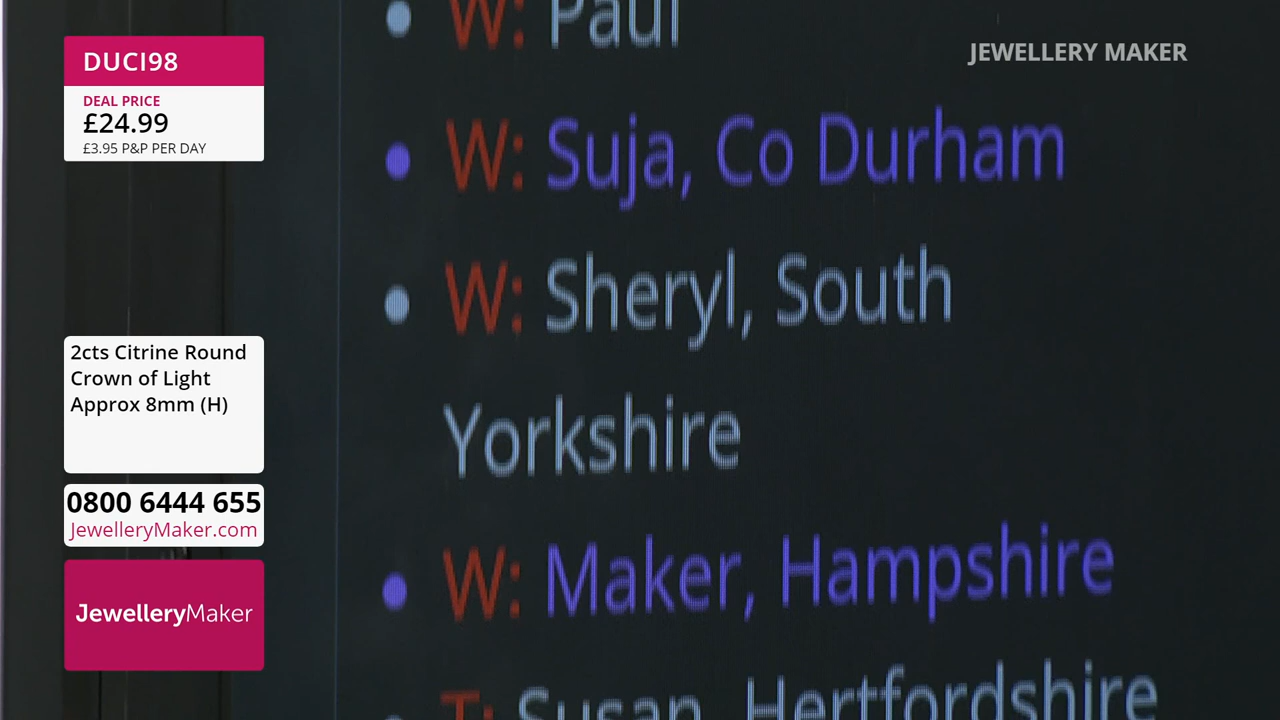 DUCI98
DEAL PRICE
£24.99
£3.95 P&P PER DAY
2cts Citrine Round
Crown of Light
Approx 8mm (H)
0800 6444 655
JewelleryMaker.com
JewelleryMaker
JEWELLERY MAKER
W: Paul
W: Suja, Co Durham
W: Sheryl, South
Yorkshire
W: Maker, Hampshire
T: Susan, Hertfordshire